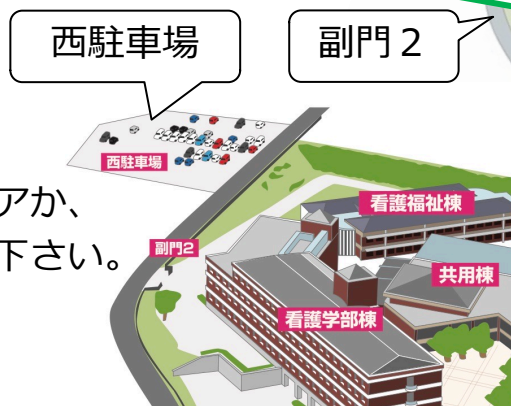 西駐車場
副門２
西駐車場
アか、
看護福祉棟
副門2
下さい。
共用棟
看護学部棟